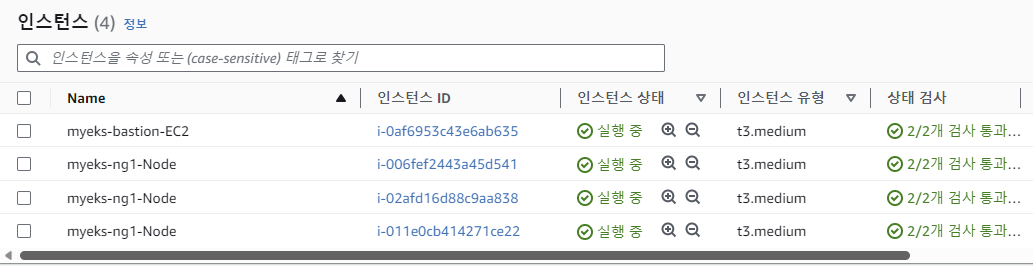 인스턴스 (4) 정보
인스턴스을 속성 또는 (case-sensitive) 태그로 찾기
Name 인스턴스 ID 인스턴스 상태 인스턴스 유형 상태 검사
myeks-bastion-EC2 i-0af6953c43e6ab635 실행 중 t3.medium 2/2개 검사 통과...
myeks-ng1-Node i-006fef2443a45d541 실행 중 t3.medium 2/2개 검사 통과...
myeks-ng1-Node i-02afd16d88c9aa838 실행 중 t3.medium 2/2개 검사 통과...
myeks-ng1-Node i-011e0cb414271ce22 실행 중 t3.medium 2/2개 검사 통과...